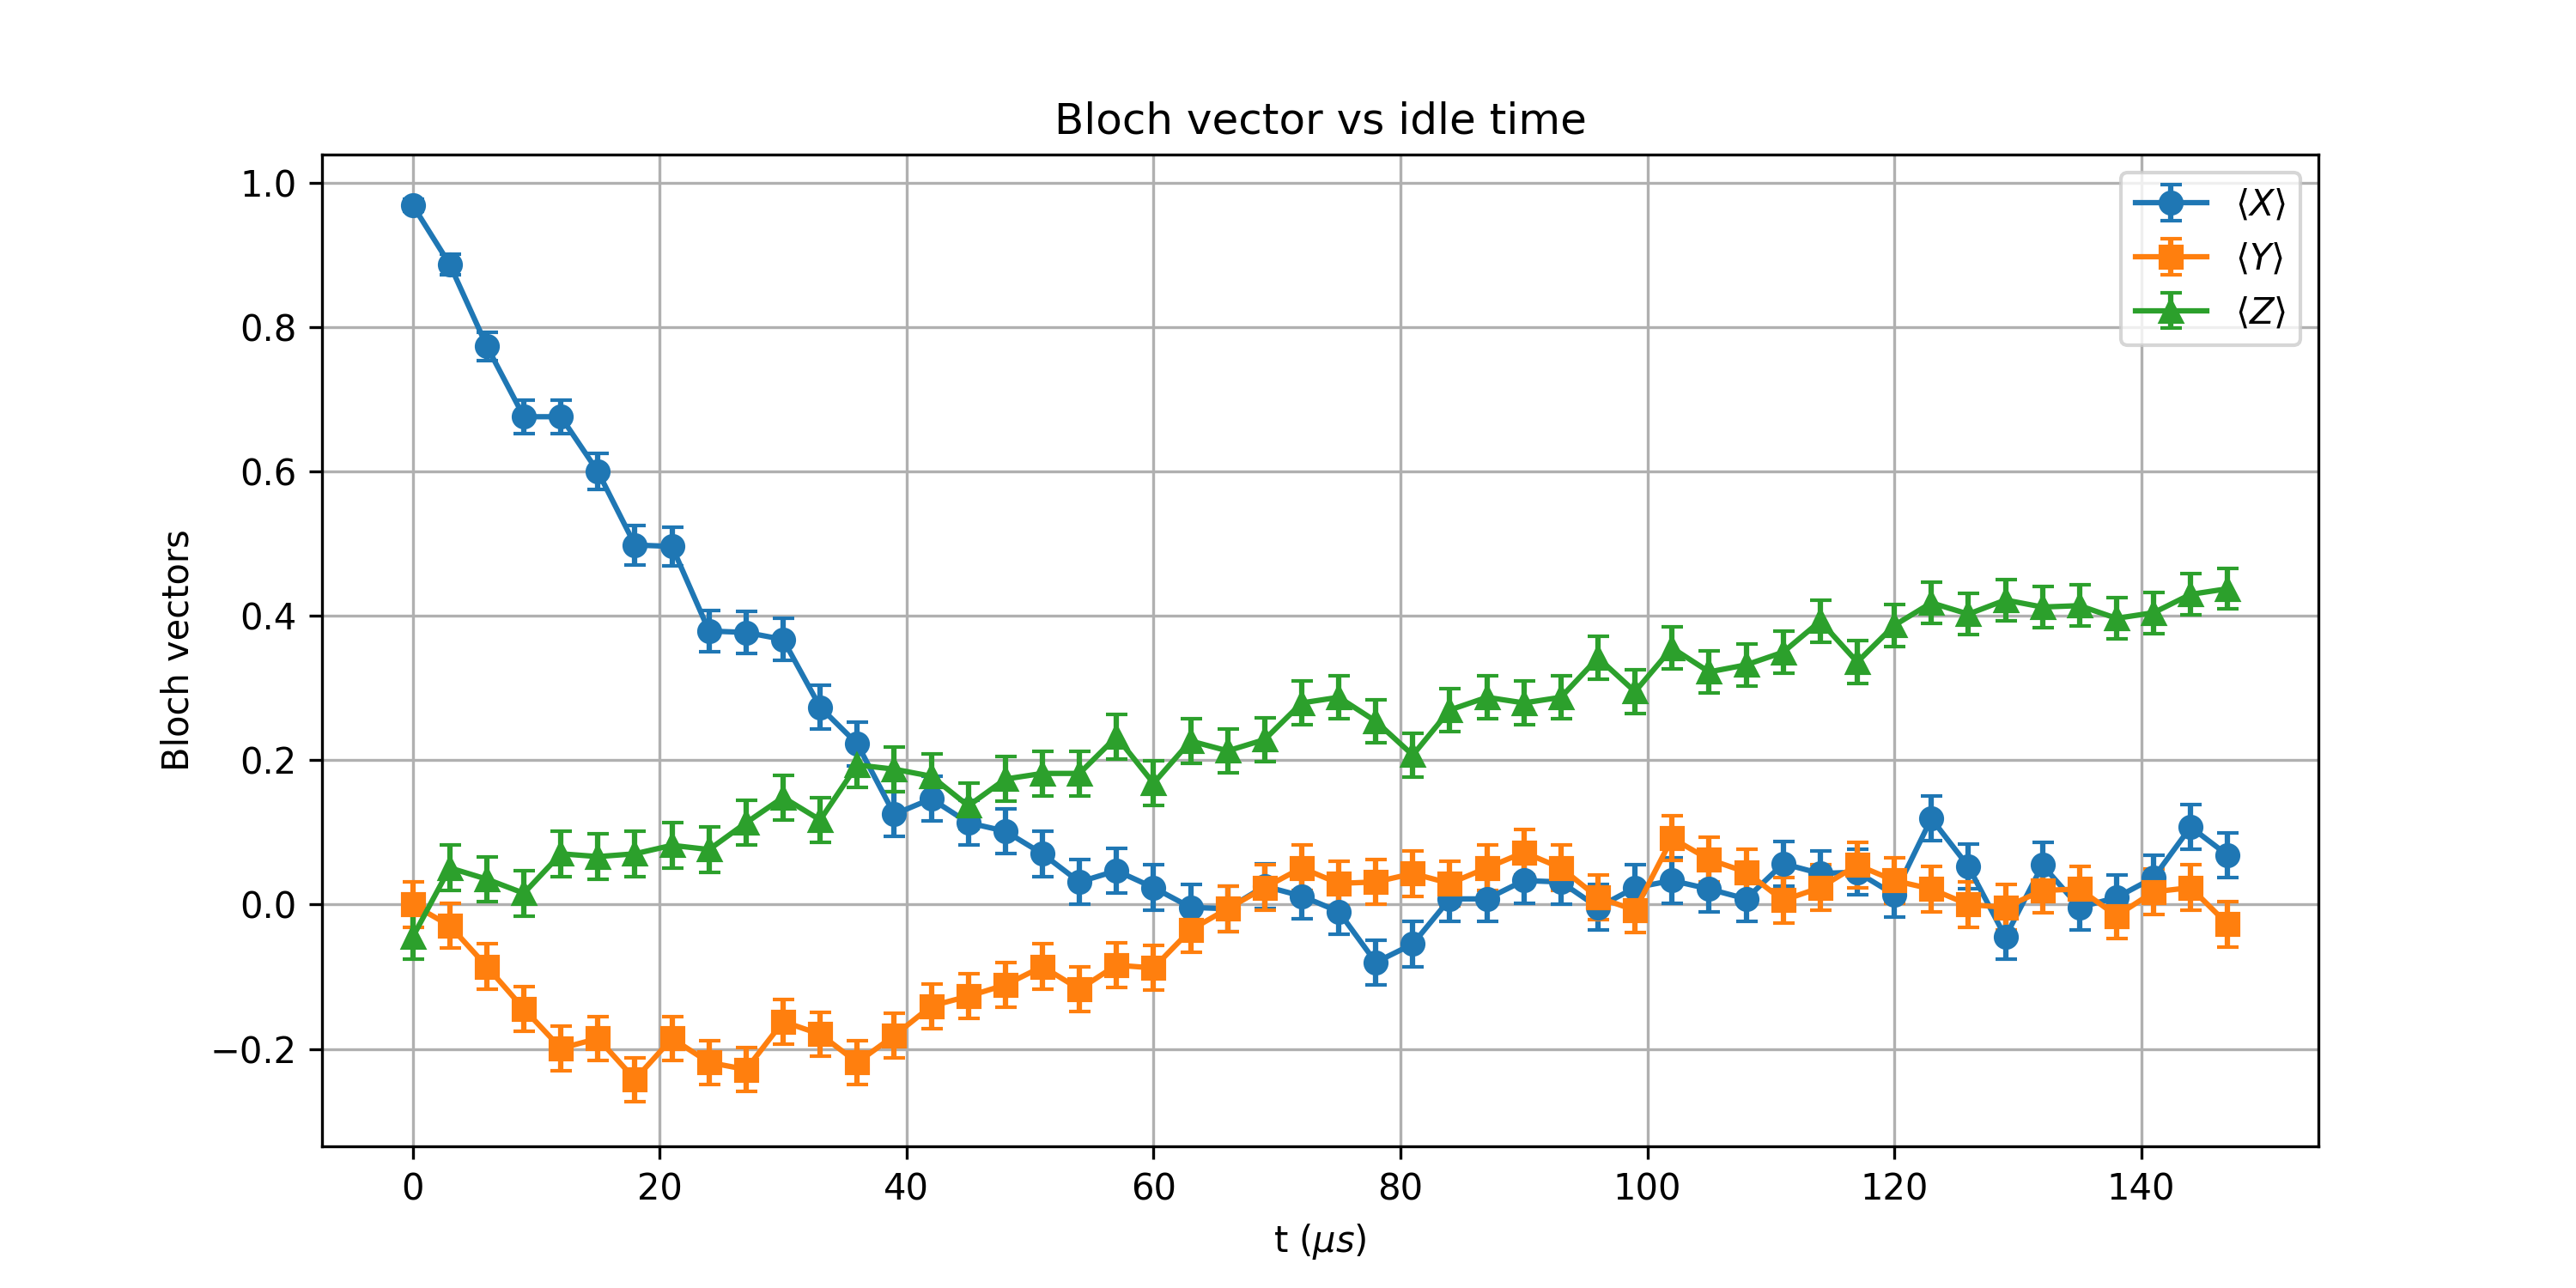 Bloch vector vs idle time
1.0
0.8
0.6
0.4
0.2
0.0
−0.2
Bloch vectors
⟨X⟩
⟨Y⟩
⟨Z⟩
0 20 40 60 80 100 120 140
t (μs)